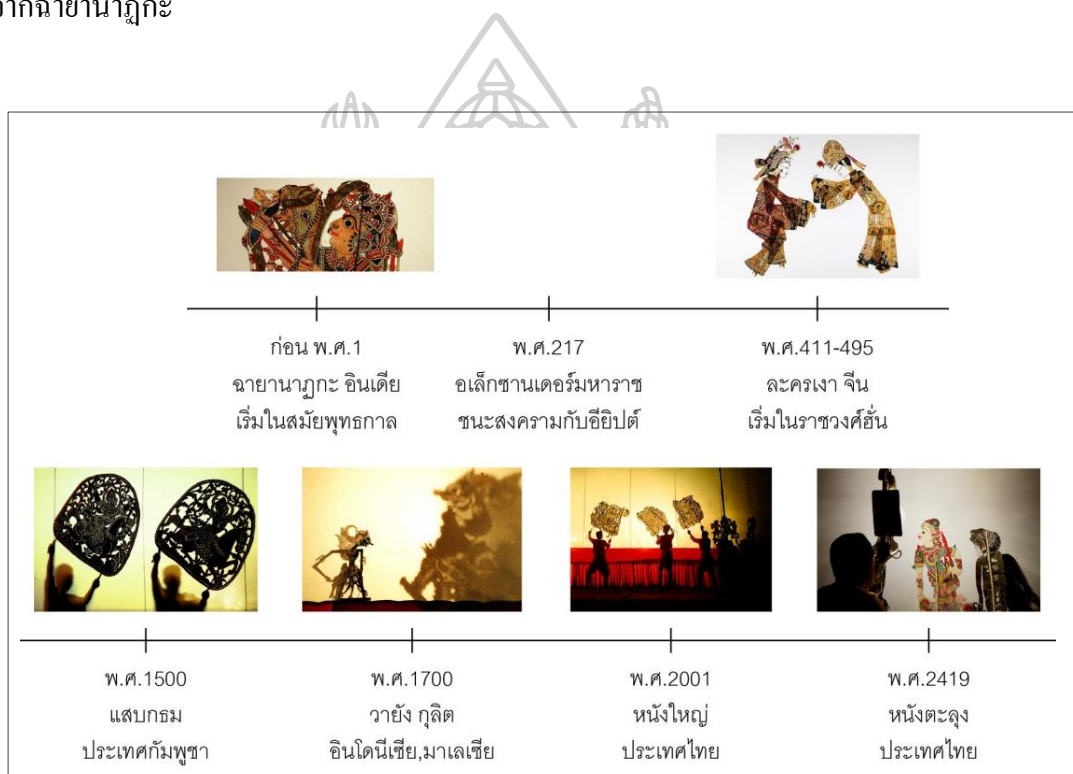 จากฉายานาฏกะ
ก่อน พ.ศ.1
ฉายานาฏกะ อินเดีย
เริ่มในสมัยพุทธกาล
พ.ศ.217
อเล็กซานเดอร์มหาราช
ชนะสงครามกับอียิปต์
พ.ศ.411-495
ละครเงา จีน
เริ่มในราชวงศ์ฮั่น
พ.ศ.1500
แสบกธม
ประเทศกัมพูชา
พ.ศ.1700
วายัง กุลิต
อินโดนีเซีย,มาเลเซีย
พ.ศ.2001
หนังใหญ่
ประเทศไทย
พ.ศ.2419
หนังตะลุง
ประเทศไทย